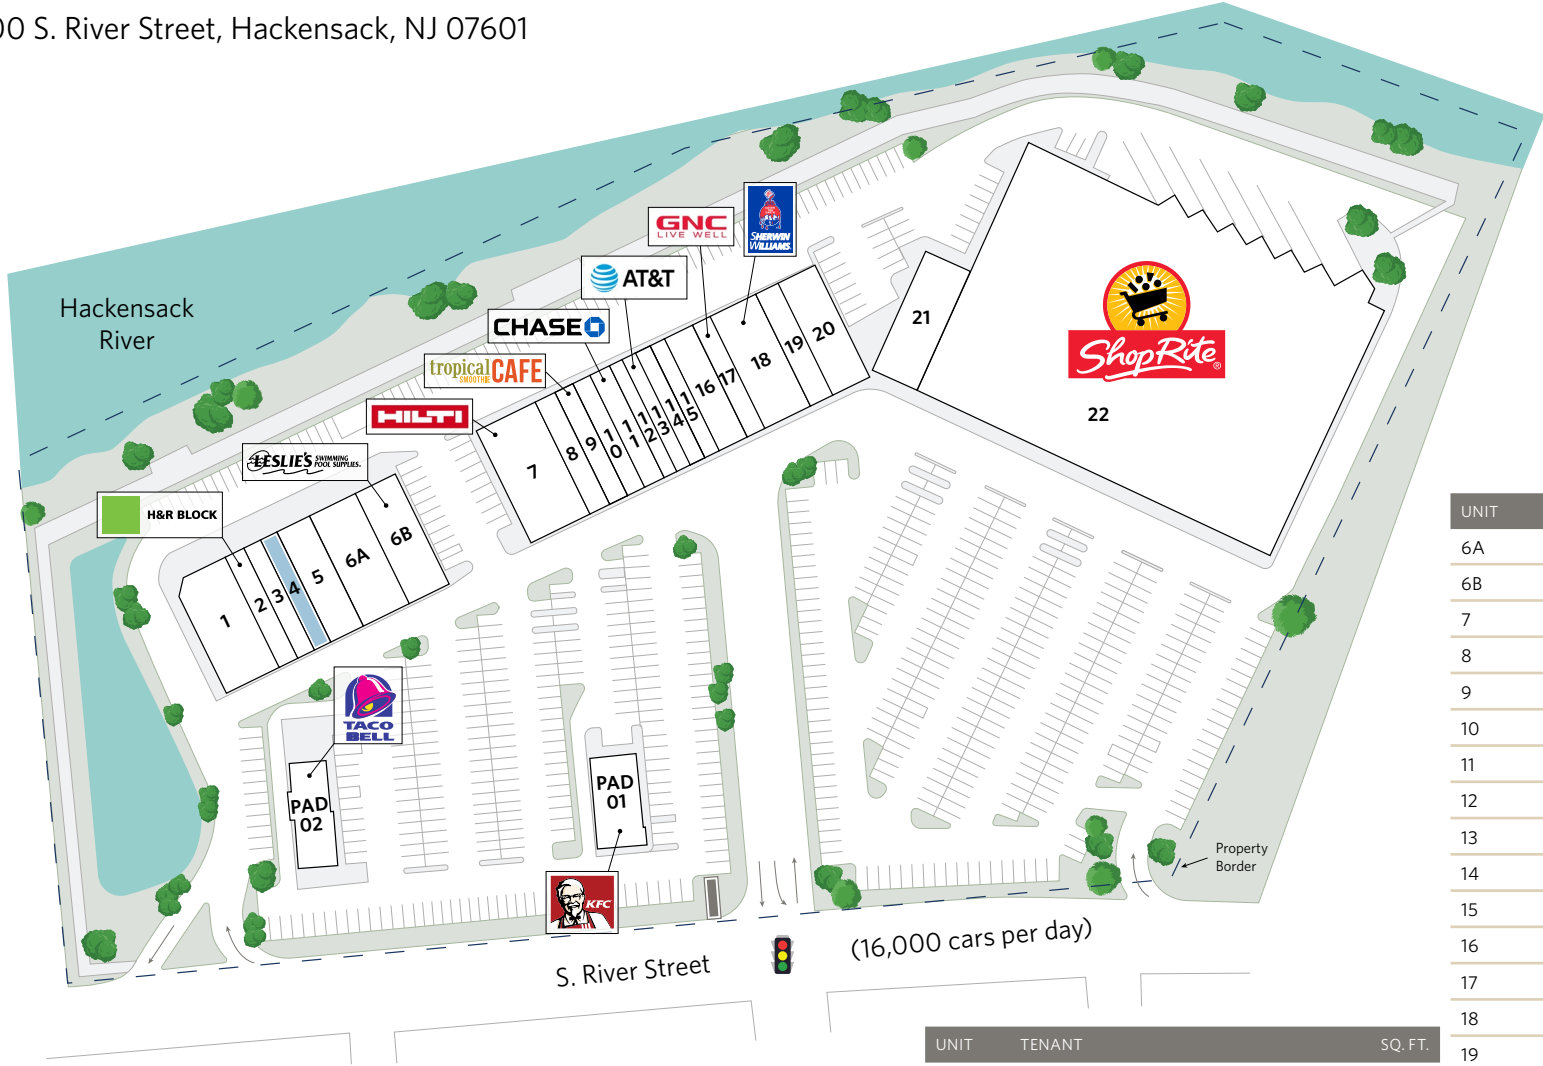 00 S. River Street, Hackensack, NJ 07601
Hackensack
River
SHERWIN
WILLIAMS.
GNC
LIVE WELL
AT&T
CHASE
tropical
SMOOTHIE CAFE
HILTI
LESLIE'S SWIMMING
POOL SUPPLIES.
H&R BLOCK
1
2
3
4
5
6A
6B
7
8
9
10
11
12
13
14
15
16
17
18
19
20
21
ShopRite®
22
TACO
BELL
PAD
02
PAD
01
KFC
Property
Border
S. River Street
(16,000 cars per day)
UNIT TENANT SQ. FT.
UNIT
6A
6B
7
8
9
10
11
12
13
14
15
16
17
18
19